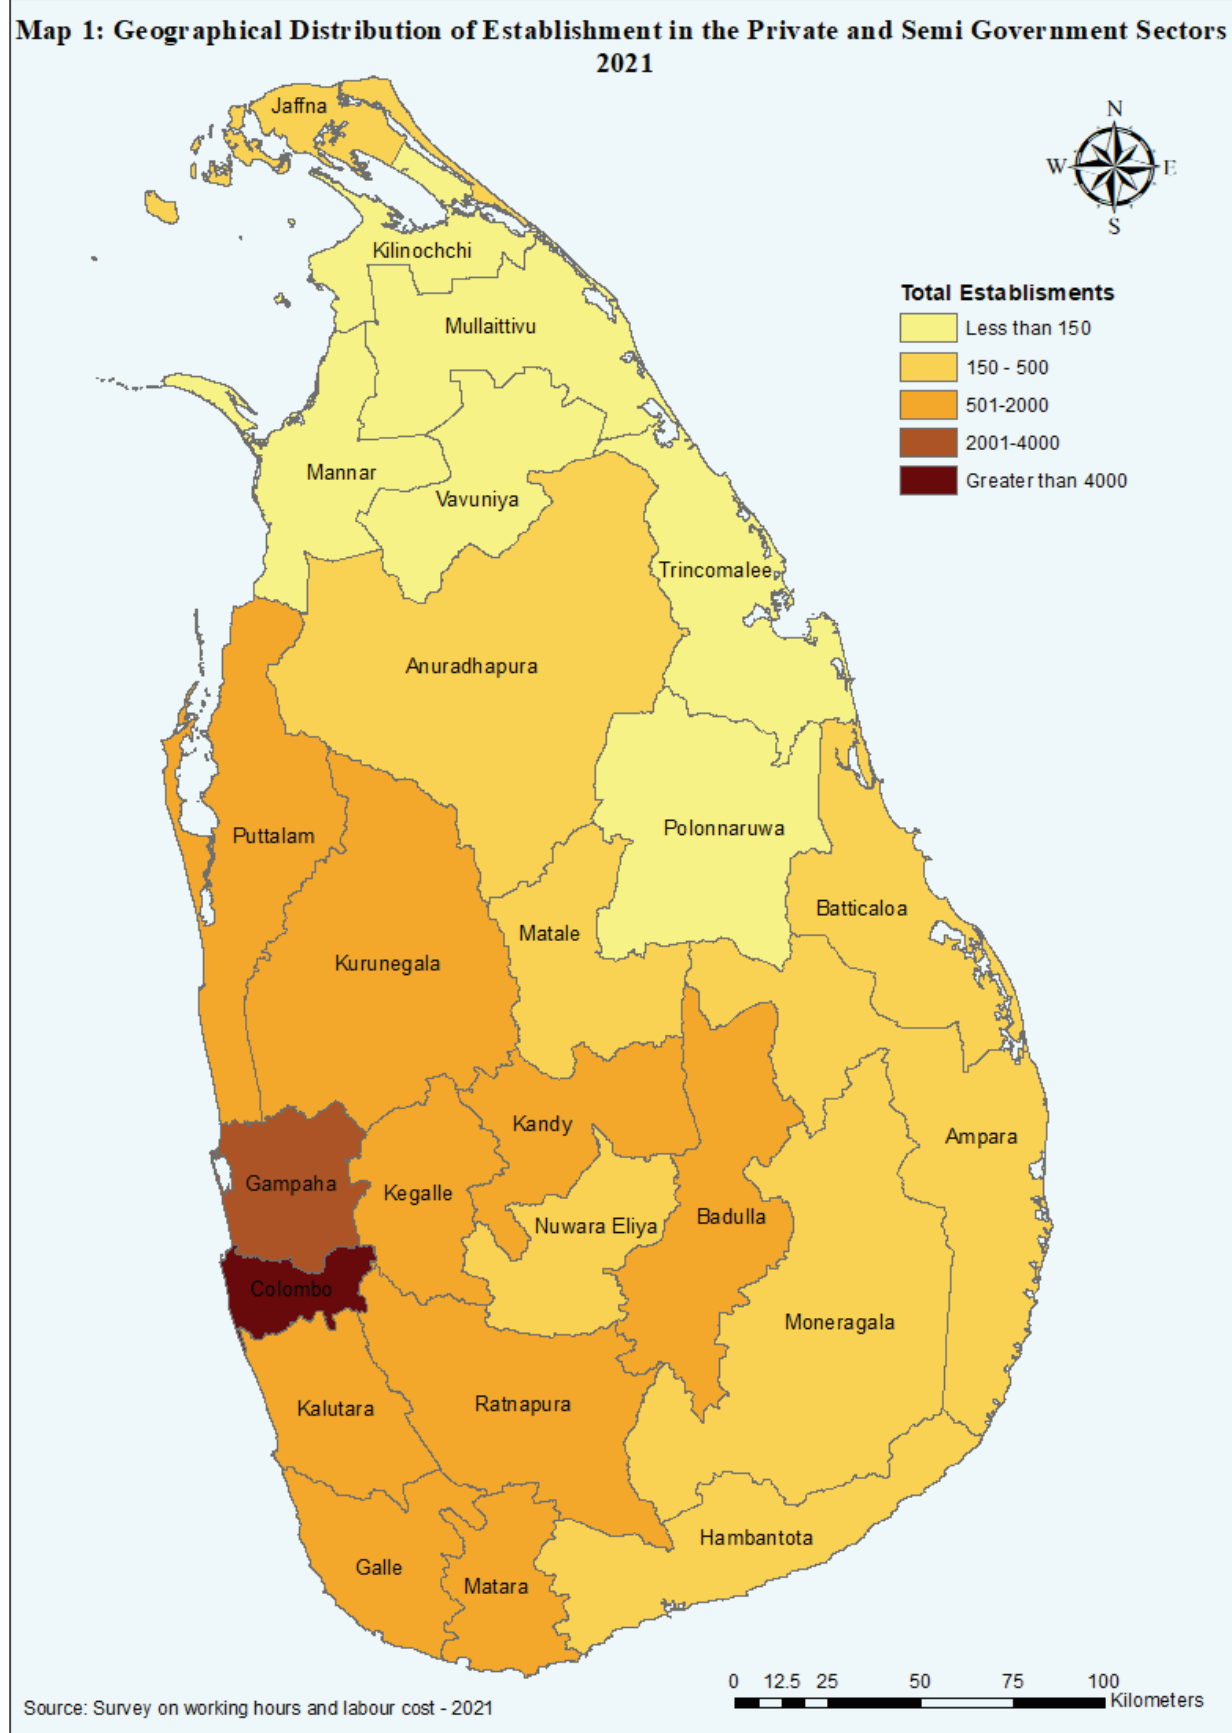 Map 1: Geographical Distribution of Establishment in the Private and Semi Government Sectors
2021
Jaffna
N
W
E
S
Kilinochchi
Total Establisments
Less than 150
150 - 500
501-2000
2001-4000
Greater than 4000
Mullaittivu
Mannar
Vavuniya
Trincomalee
Anuradhapura
Puttalam
Polonnaruwa
Batticaloa
Matale
Kurunegala
Kandy
Ampara
Gampaha
Kegalle
Badulla
Nuwara Eliya
Colombo
Moneragala
Kalutara
Ratnapura
Hambantota
Galle
Matara
0 12.5 25 50 75 100
Kilometers
Source: Survey on working hours and labour cost - 2021